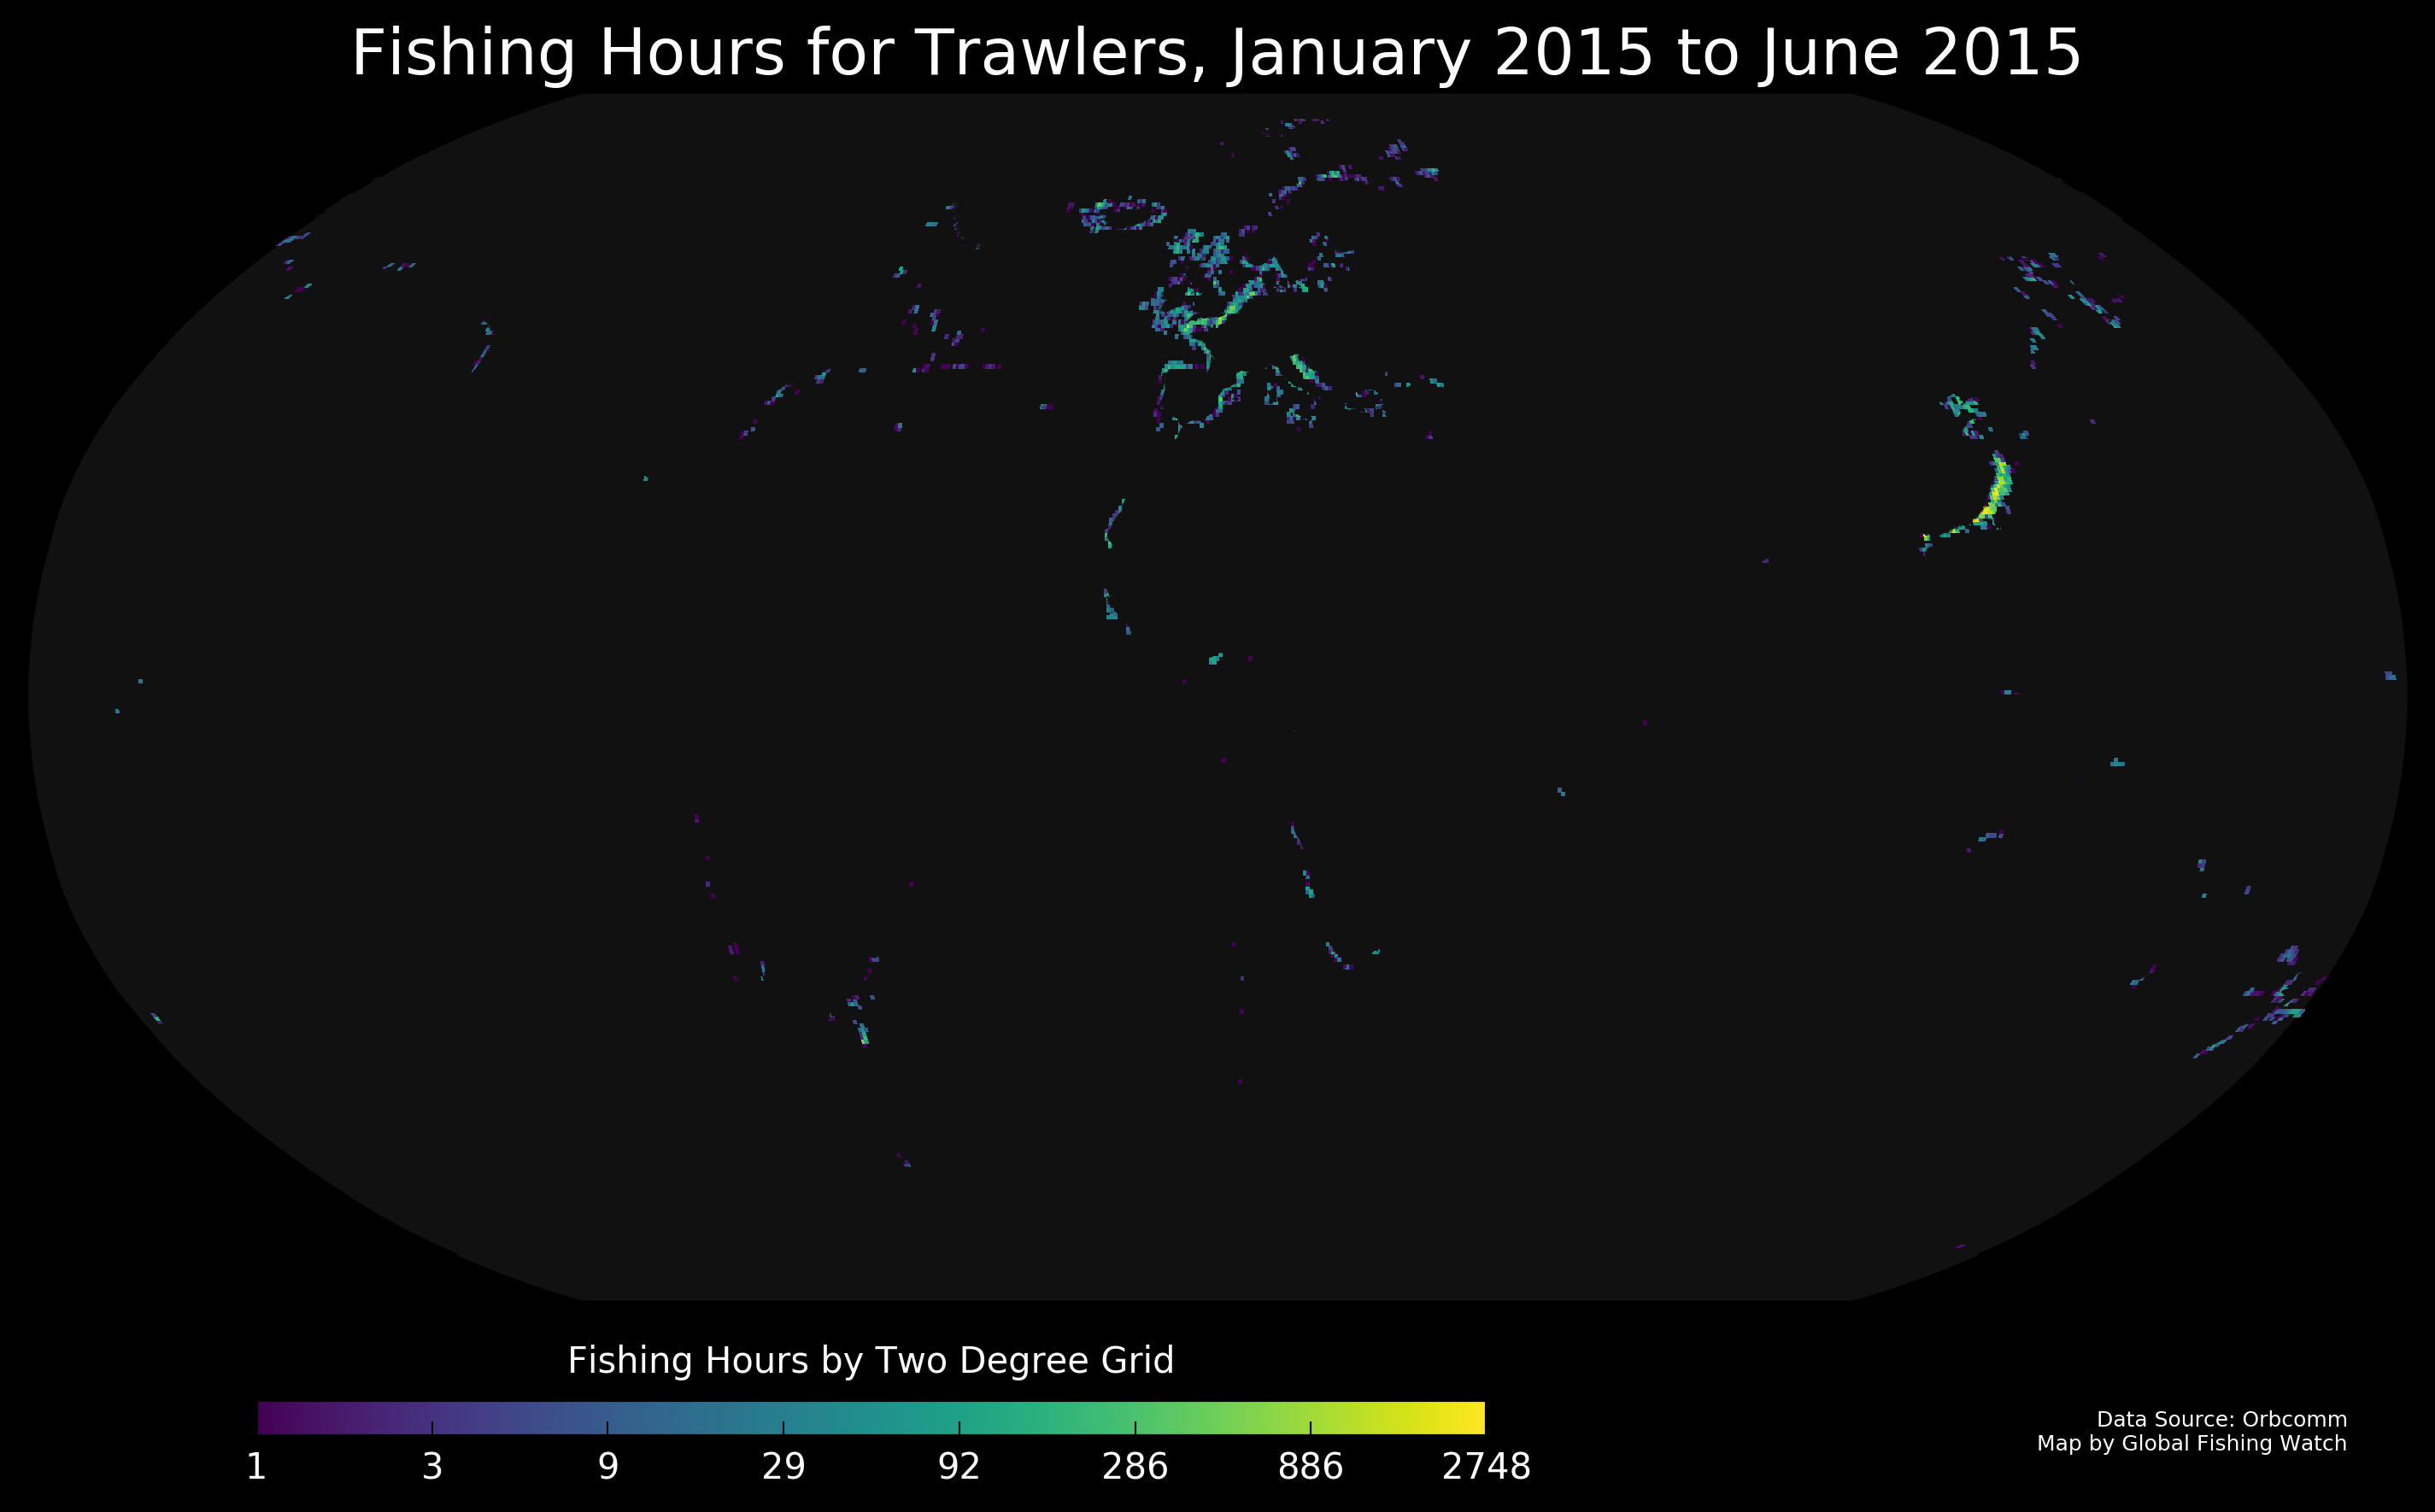 Fishing Hours for Trawlers, January 2015 to June 2015
Fishing Hours by Two Degree Grid
1 3 9 29 92 286 886 2748
Data Source: Orbcomm
Map by Global Fishing Watch